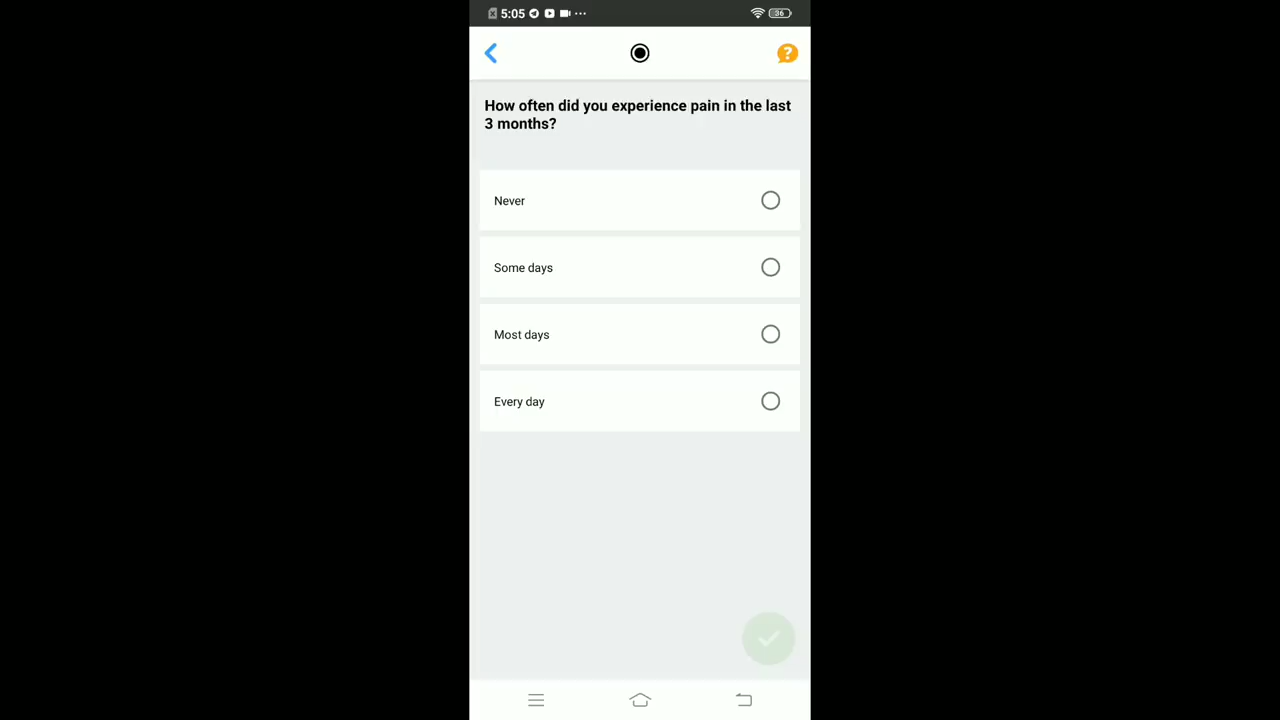 5:05
36
?
How often did you experience pain in the last
3 months?
Never
Some days
Most days
Every day